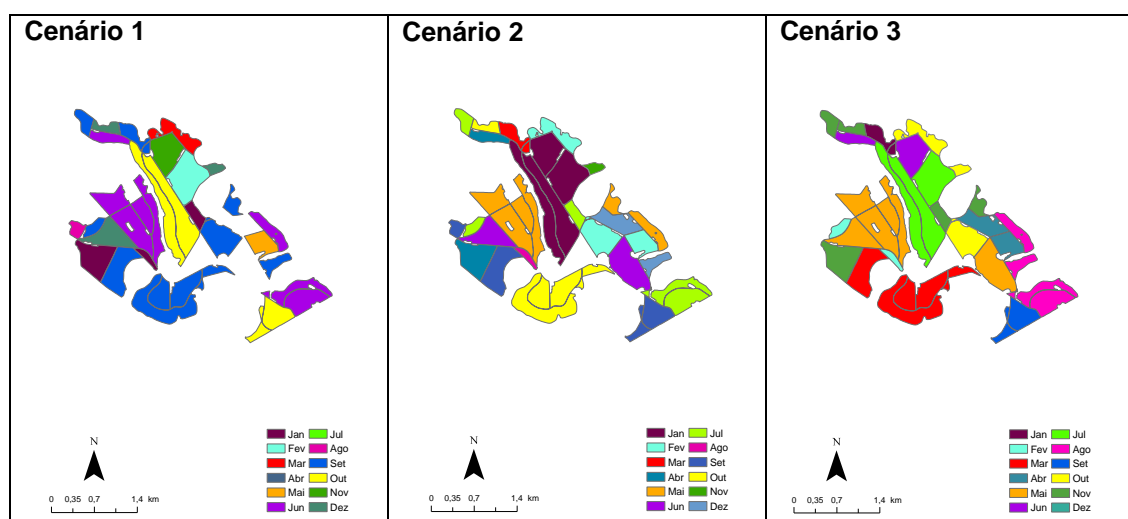 Cenário 1
N
0 0,35 0,7 1,4 km
Jan Jul
Fev Ago
Mar Set
Abr Out
Mai Nov
Jun Dez
Cenário 2
N
0 0,35 0,7 1,4 km
Jan Jul
Fev Ago
Mar Set
Abr Out
Mai Nov
Jun Dez
Cenário 3
N
0 0,35 0,7 1,4 km
Jan Jul
Fev Ago
Mar Set
Abr Out
Mai Nov
Jun Dez